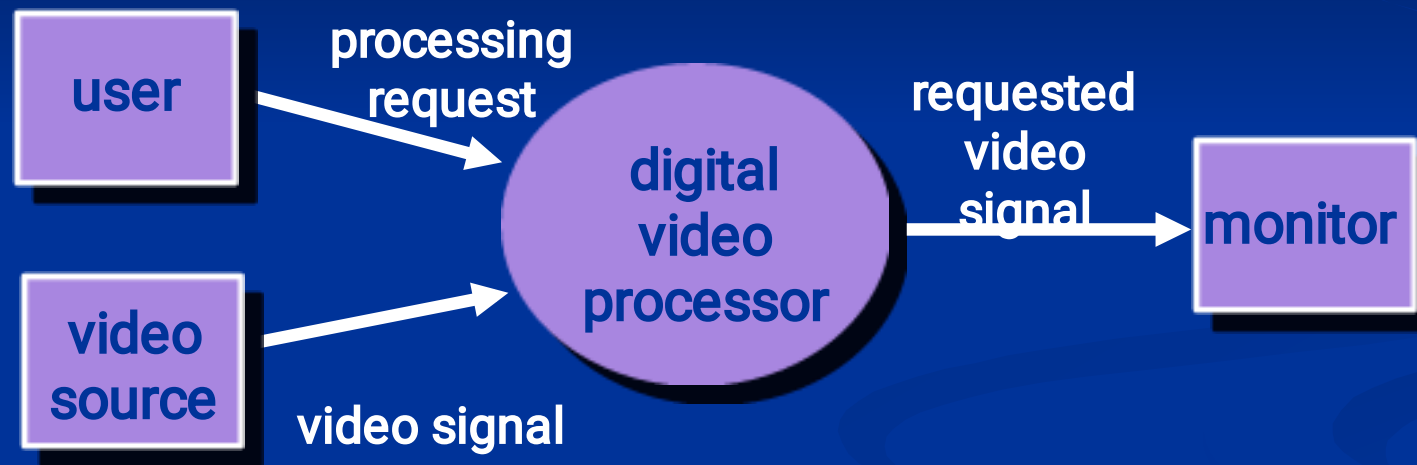 user
processing
request
digital
video
processor
requested
video
signal
monitor
video
source
video signal